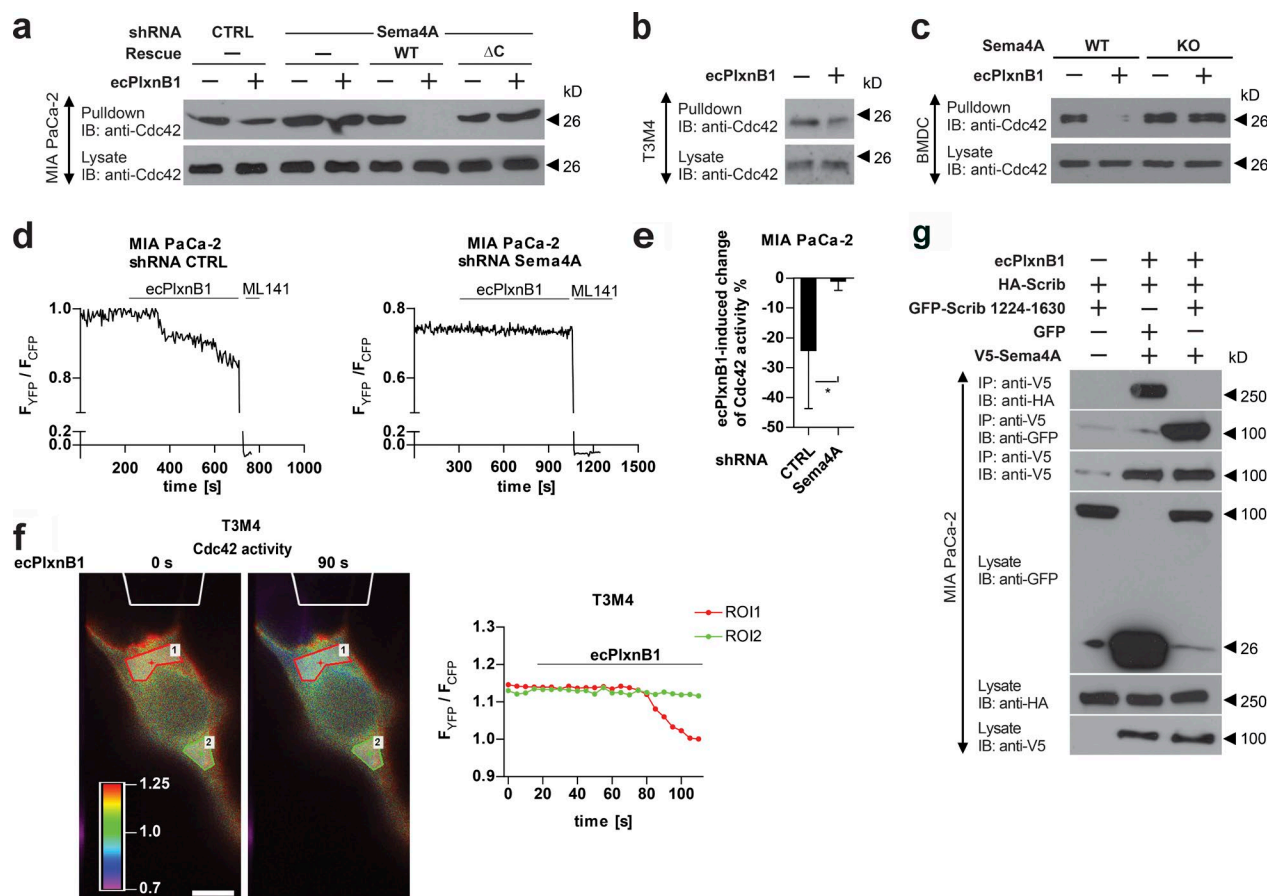 a
shRNA CTRL Sema4A
Rescue — — WT ΔC
ecPlxnB1 — + — + — + — +
kD
MIA PaCa-2
Pulldown
IB: anti-Cdc42
26
Lysate
IB: anti-Cdc42
26
b
ecPlxnB1 — +
kD
T3M4
Pulldown
IB: anti-Cdc42
26
Lysate
IB: anti-Cdc42
26
c
Sema4A WT KO
ecPlxnB1 — + — +
kD
BMDC
Pulldown
IB: anti-Cdc42
26
Lysate
IB: anti-Cdc42
26
d
MIA PaCa-2
shRNA CTRL
ecPlxnB1 ML141
FYFP /FCFP
1.0
0.8
0.2
0.0
200 400 600 800 1000
time [s]
MIA PaCa-2
shRNA Sema4A
ecPlxnB1 ML141
FYFP /FCFP
1.0
0.8
0.2
0.0
300 600 900 1200 1500
time [s]
e
MIA PaCa-2
ecPlxnB1-induced change
of Cdc42 activity %
0
-10
-20
-30
-40
-50
*
shRNA CTRL Sema4A
f
T3M4
Cdc42 activity
ecPlxnB1 0 s 90 s
1
2
1
2
1.25
1.0
0.7
T3M4
ROI1
ROI2
ecPlxnB1
FYFP /FCFP
1.3
1.2
1.1
1.0
0.9
0 20 40 60 80 100
time [s]
g
ecPlxnB1 — + +
HA-Scrib + + +
GFP-Scrib 1224-1630 + — +
GFP — + —
V5-Sema4A — + +
kD
MIA PaCa-2
IP: anti-V5
IB: anti-HA
250
IP: anti-V5
IB: anti-GFP
100
IP: anti-V5
IB: anti-V5
100
100
Lysate
IB: anti-GFP
26
Lysate
IB: anti-HA
250
Lysate
IB: anti-V5
100